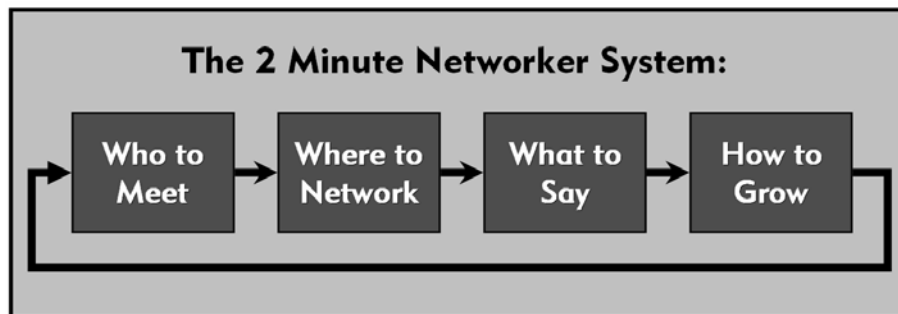 The 2 Minute Networker System:
Who to
Meet
Where to
Network
What to
Say
How to
Grow